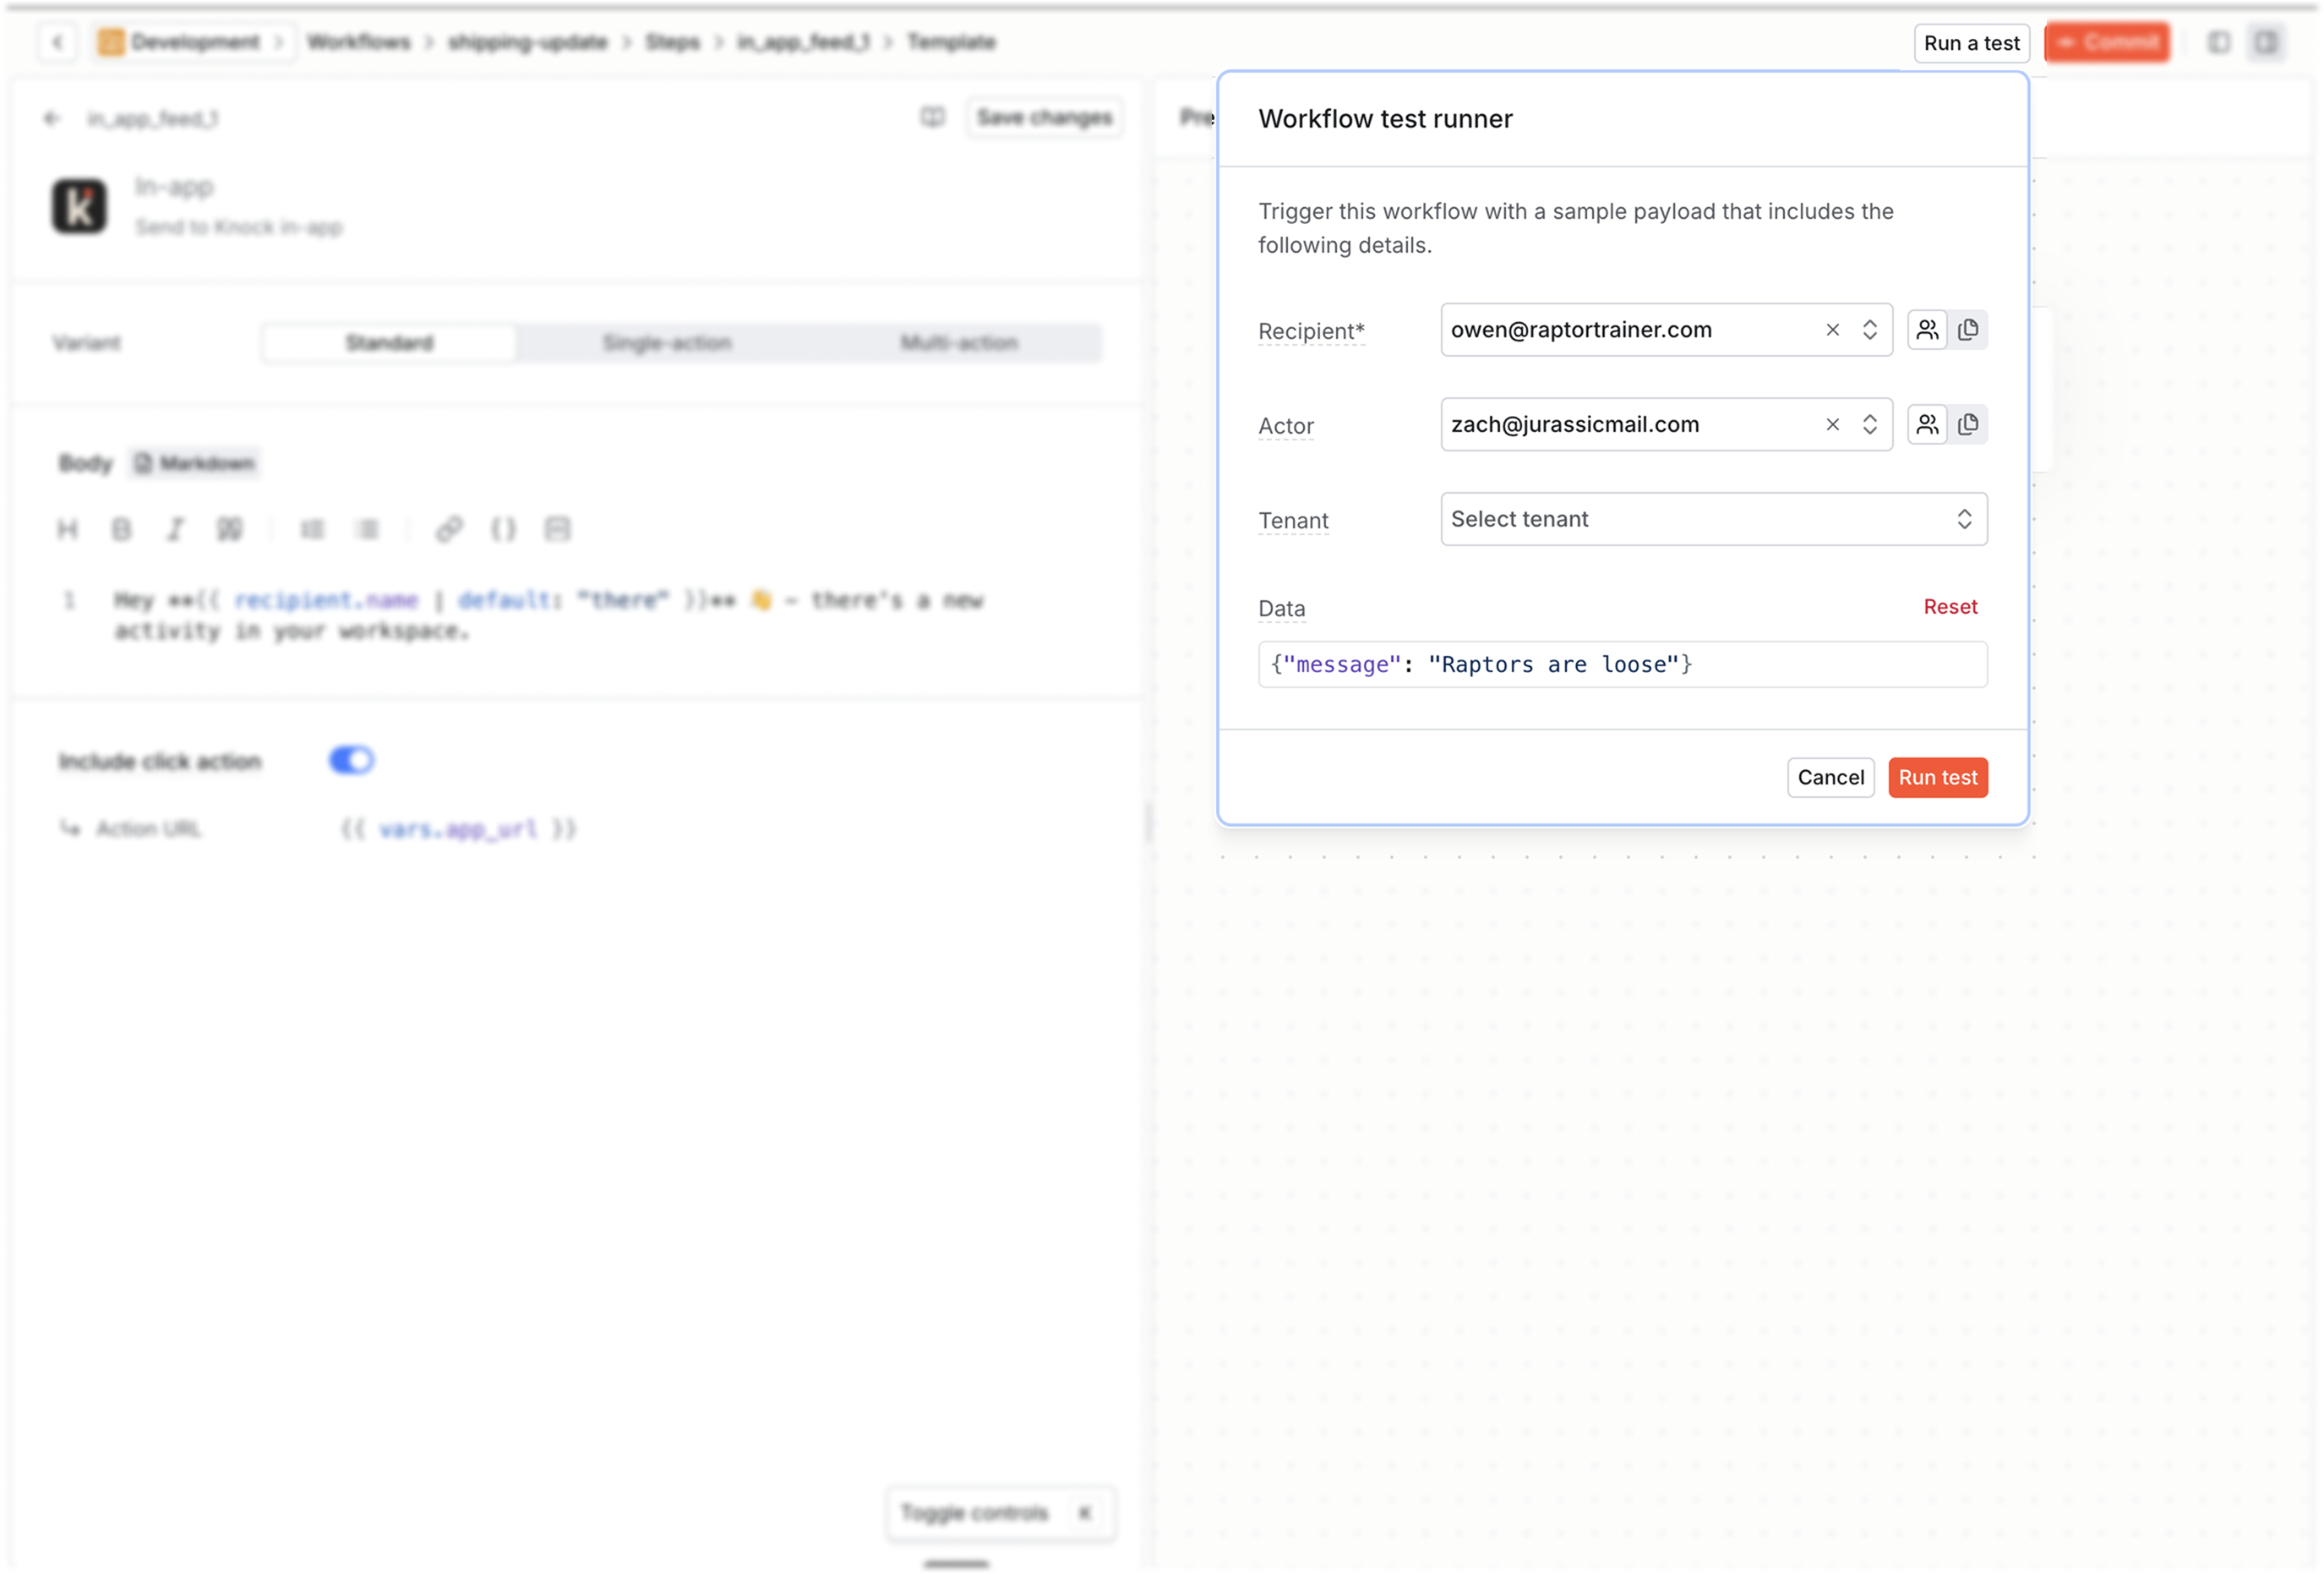 Development
Workflows > shipping-update > Steps > in_app_feed_1 > Template
Run a test
Commit
in_app_feed_1
Save changes
Pre
In-app
Send to Knock in-app
Variant
Standard
Single-action
Multi-action
Body
Markdown
H B I
1 Hey **{{ recipient.name | default: "there" }}** 👋 - there's a new
activity in your workspace.
Include click action
Action URL
{{ vars.app_url }}
Toggle controls K
Workflow test runner
Trigger this workflow with a sample payload that includes the
following details.
Recipient*
owen@raptortrainer.com
Actor
zach@jurassicmail.com
Tenant
Select tenant
Data
Reset
{"message": "Raptors are loose"}
Cancel
Run test